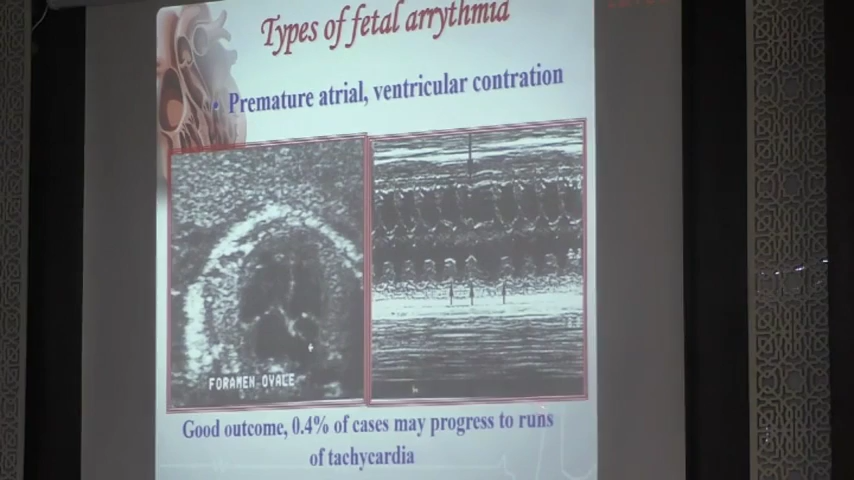 Types of fetal arrythmia
• Premature atrial, ventricular contration
FORAMEN OVALE
Good outcome, 0.4% of cases may progress to runs
of tachycardia